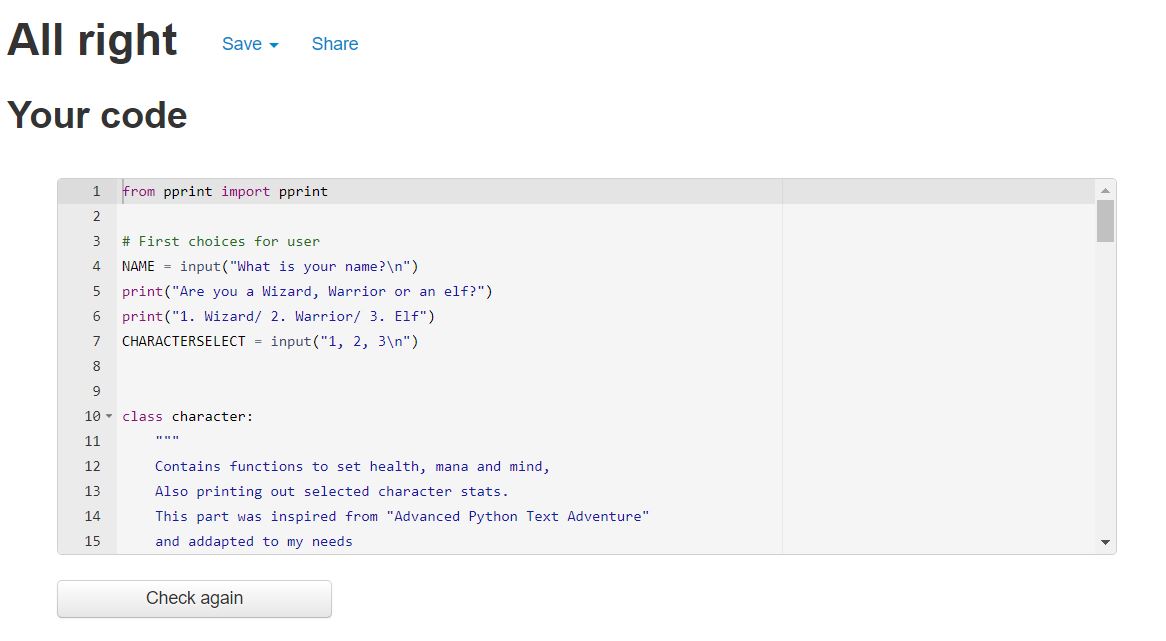 All right Save Share
Your code
1 from pprint import pprint
2
3 # First choices for user
4 NAME = input("What is your name?\n")
5 print("Are you a Wizard, Warrior or an elf?")
6 print("1. Wizard/ 2. Warrior/ 3. Elf")
7 CHARACTERSELECT = input("1, 2, 3\n")
8
9
10 class character:
11     """
12     Contains functions to set health, mana and mind,
13     Also printing out selected character stats.
14     This part was inspired from "Advanced Python Text Adventure"
15     and addapted to my needs
Check again